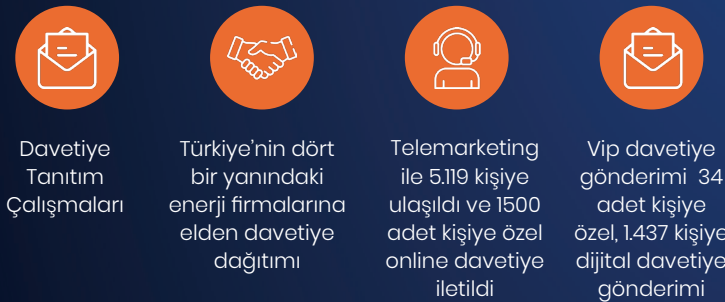 Davetiye
Tanıtım
Çalışmaları
Türkiye’nin dört
bir yanındaki
enerji firmalarına
elden davetiye
dağıtımı
Telemarketing
ile 5.119 kişiye
ulaşıldı ve 1500
adet kişiye özel
online davetiye
iletildi
Vip davetiye
gönderimi 34
adet kişiye
özel, 1.437 kişiye
dijital davetiye
gönderimi